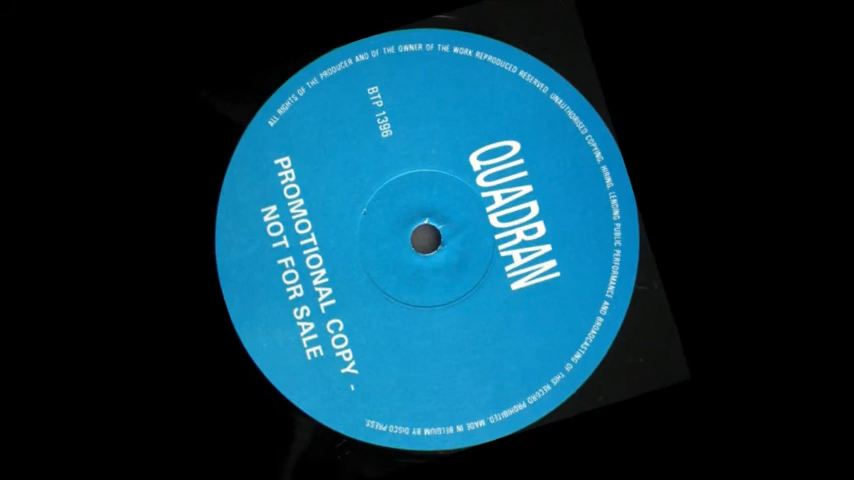 ALL RIGHTS OF THE PRODUCER AND OF THE OWNER OF THE WORK REPRODUCED RESERVED. UNAUTHORISED COPYING, HIRING, LENDING PUBLIC PERFORMANCE AND BROADCASTING OF THIS RECORD PROHIBITED. MADE IN BELGIUM BY DISCO PRESS.
QUADRAN
BTP 1396
PROMOTIONAL COPY -
NOT FOR SALE